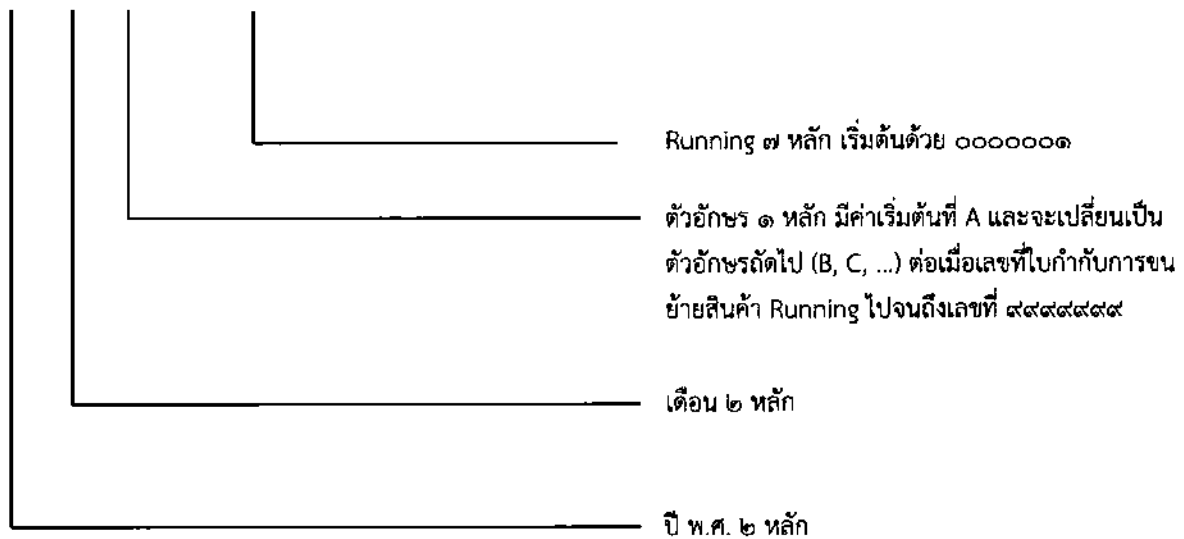 Running ๗ หลัก เริ่มต้นด้วย ๐๐๐๐๐๐๑
ตัวอักษร ๑ หลัก มีค่าเริ่มต้นที่ A และจะเปลี่ยนเป็น
ตัวอักษรถัดไป (B, C, ...) ต่อเมื่อเลขที่ใบกำกับการขน
ย้ายสินค้า Running ไปจนถึงเลขที่ ๙๙๙๙๙๙๙
เดือน ๒ หลัก
ปี พ.ศ. ๒ หลัก